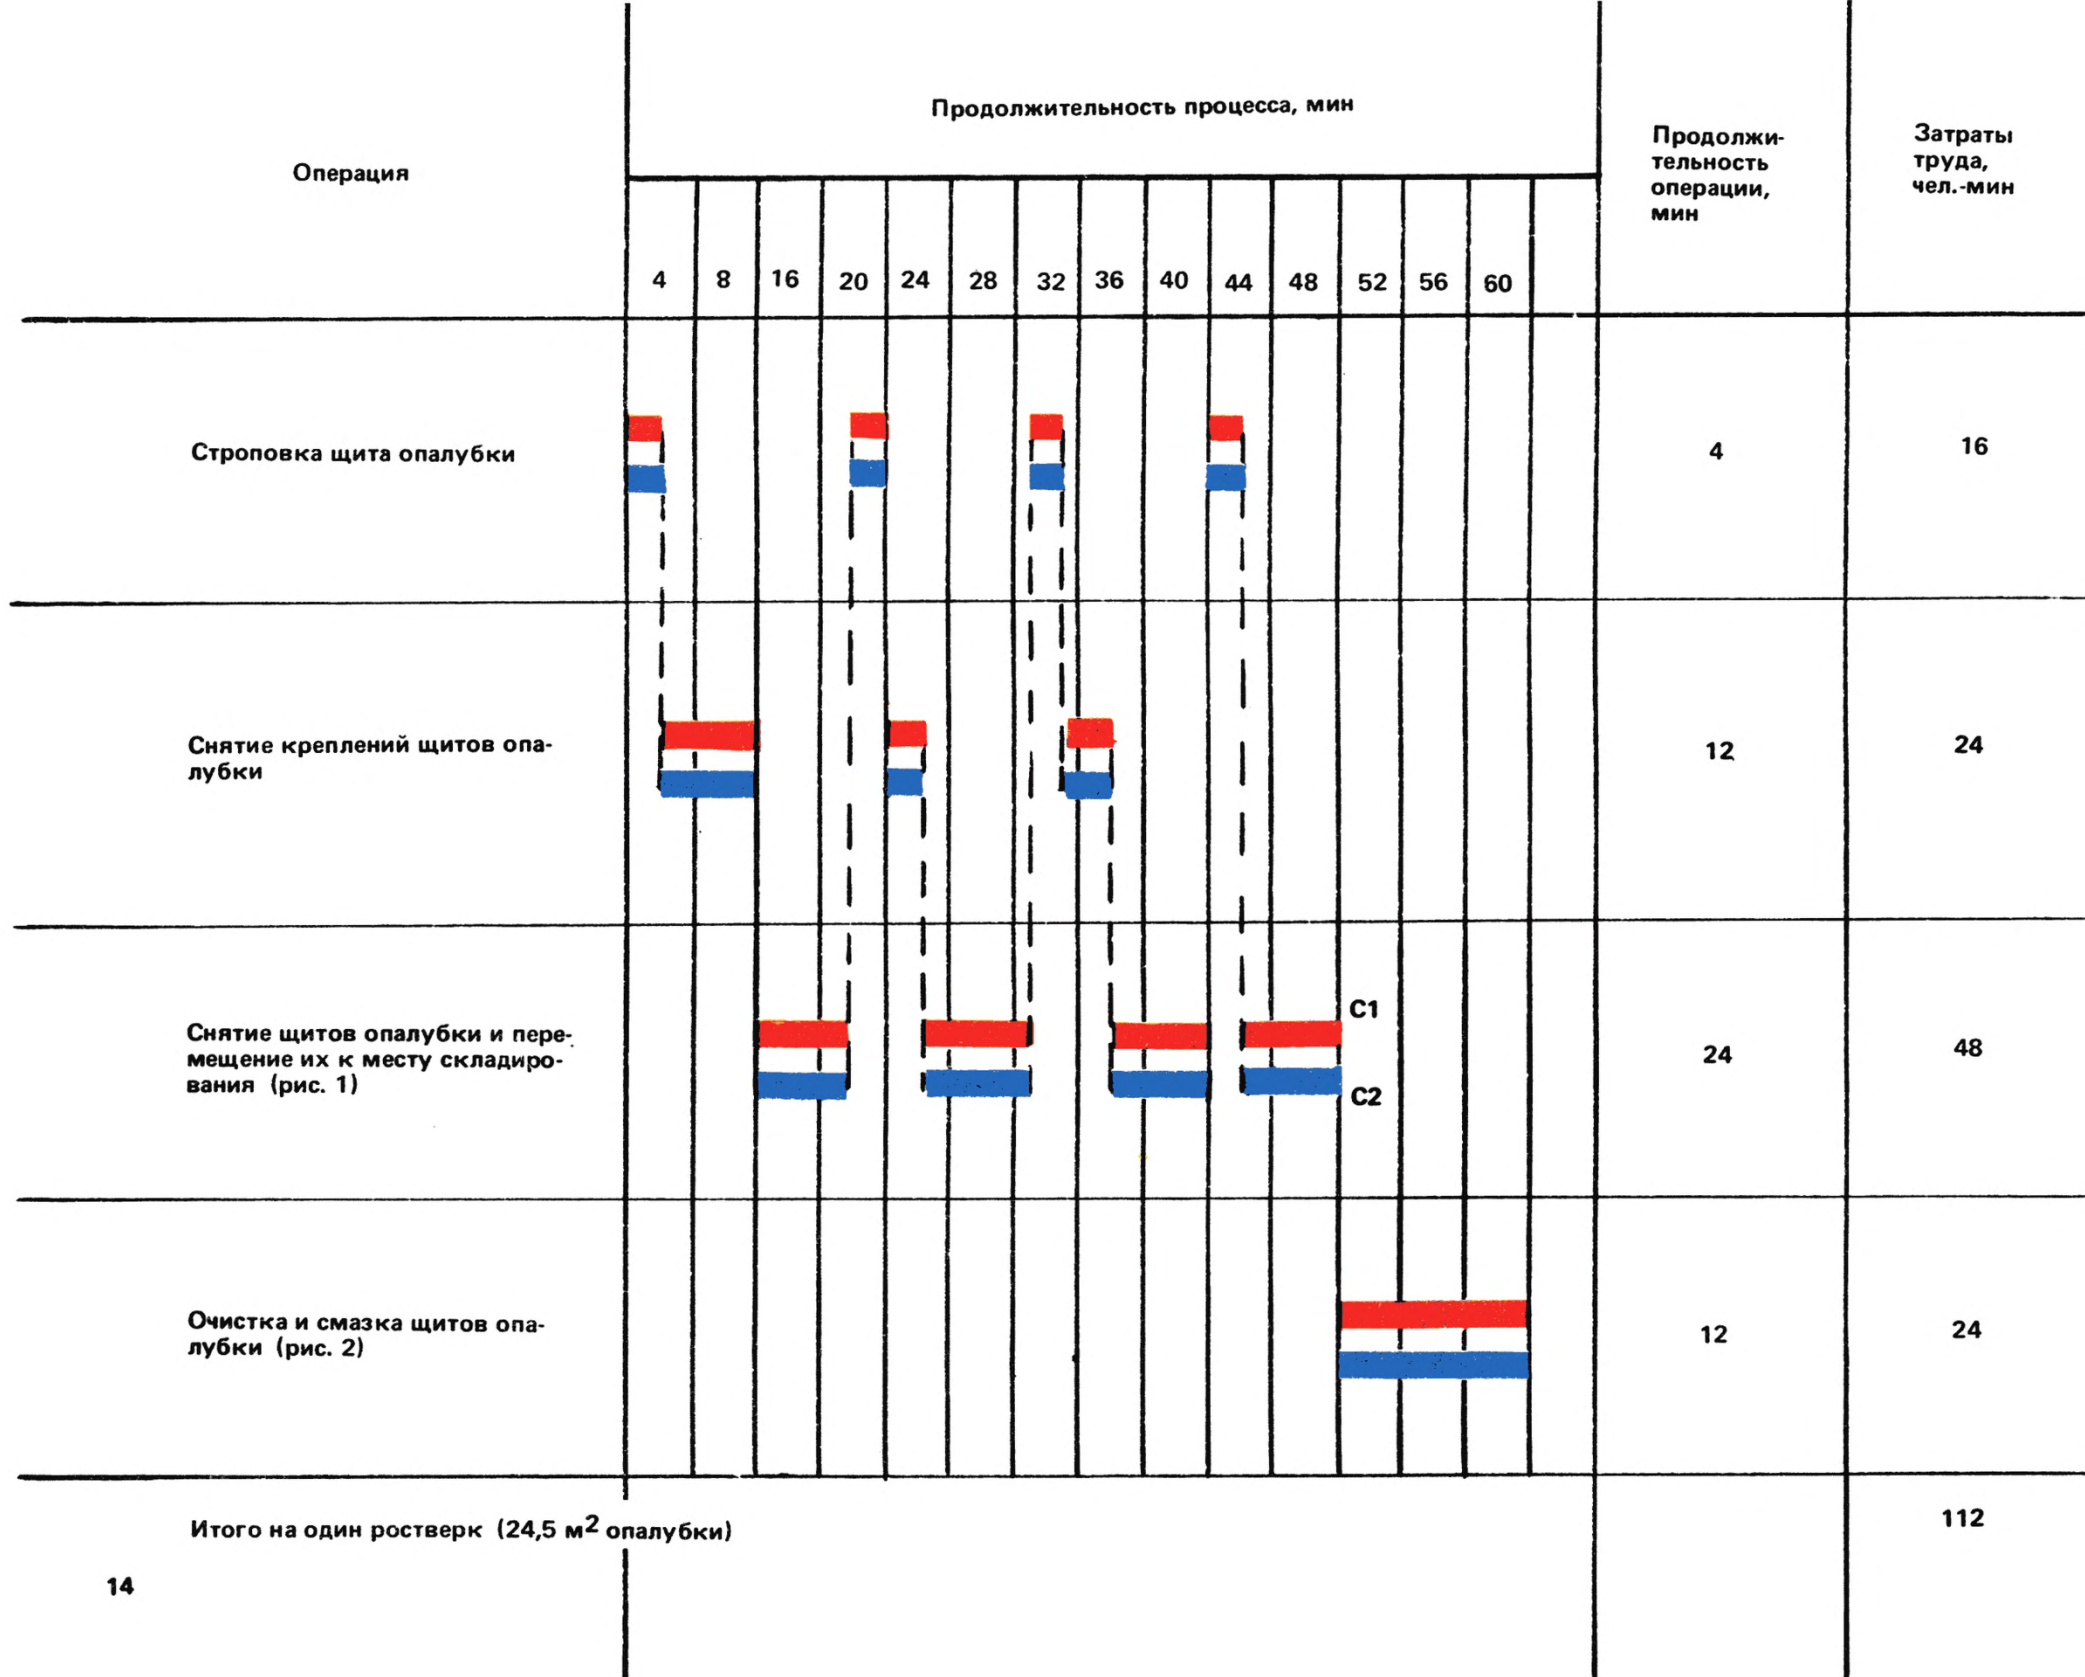 Операция
Продолжительность процесса, мин
Продолжи-
тельность
операции,
мин
Затраты
труда,
чел.-мин
4 8 16 20 24 28 32 36 40 44 48 52 56 60
Строповка щита опалубки
4
16
Снятие креплений щитов опа-
лубки
12
24
Снятие щитов опалубки и пере-
мещение их к месту складиро-
вания (рис. 1)
С1
С2
24
48
Очистка и смазка щитов опа-
лубки (рис. 2)
12
24
Итого на один ростверк (24,5 м² опалубки)
112
14